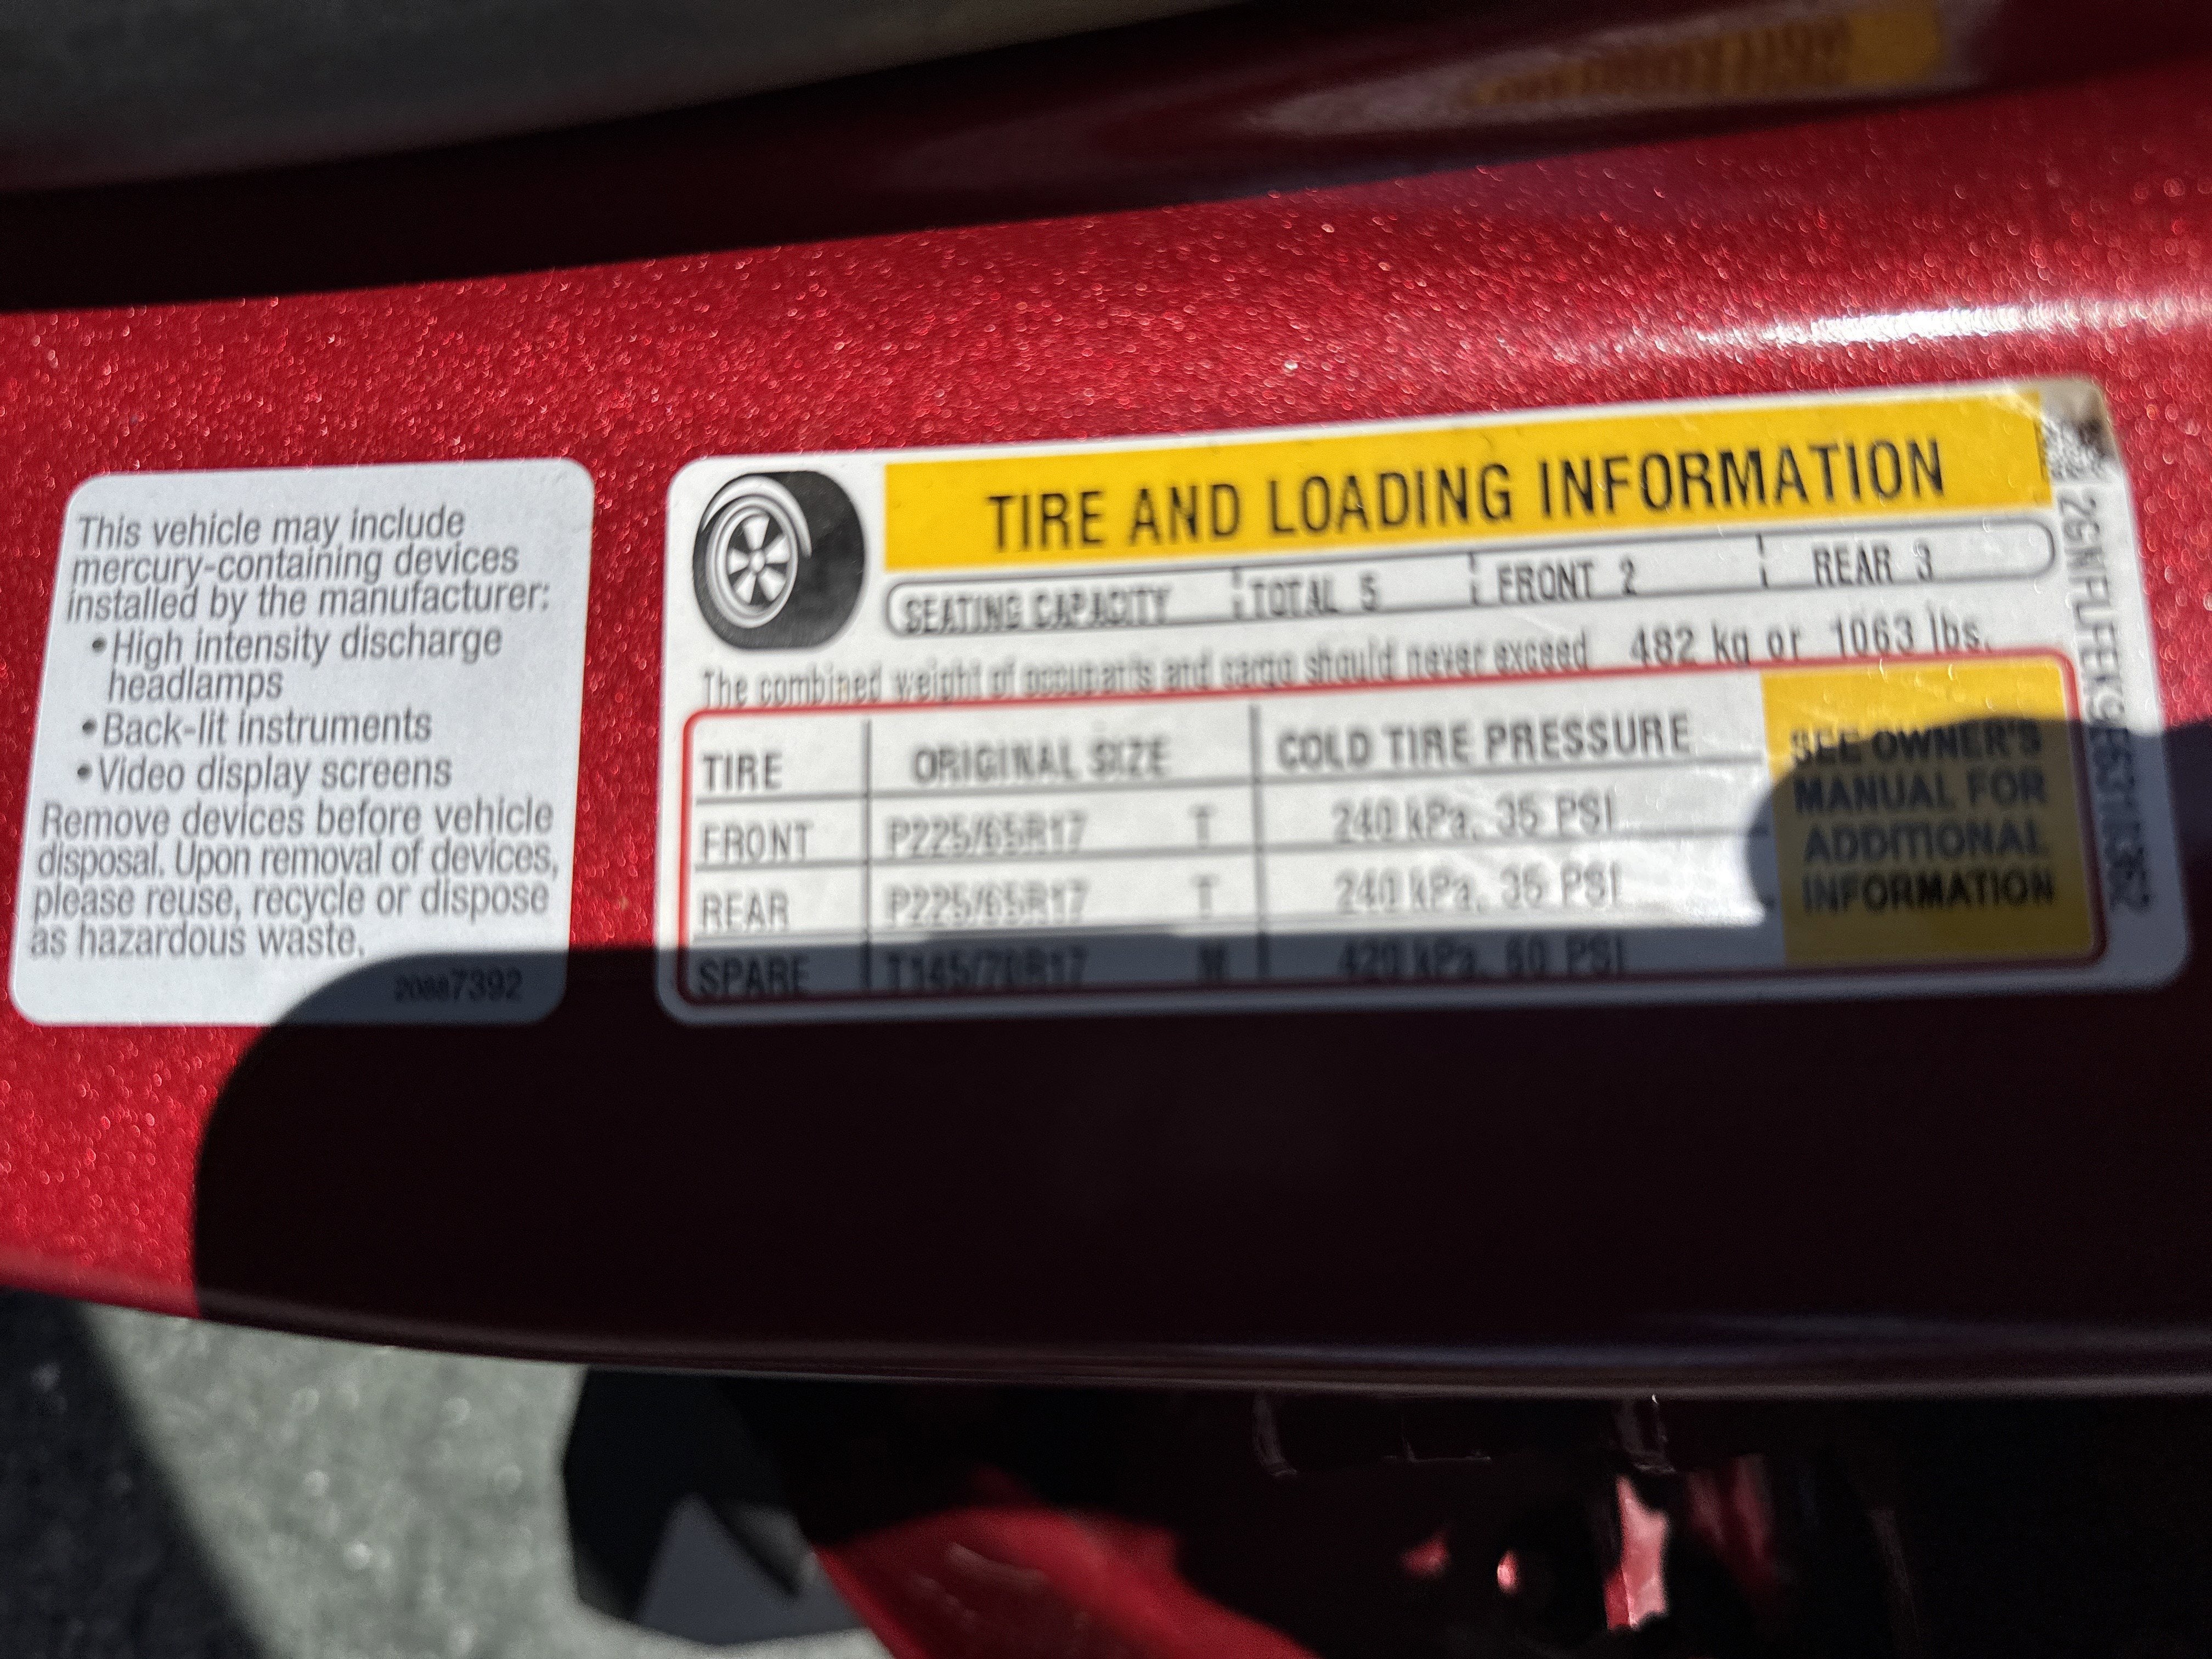 This vehicle may include
mercury-containing devices
installed by the manufacturer:
•High intensity discharge
headlamps
•Back-lit instruments
•Video display screens
Remove devices before vehicle
disposal. Upon removal of devices,
please reuse, recycle or dispose
as hazardous waste.
20887392
TIRE AND LOADING INFORMATION
SEATING CAPACITY TOTAL 5 FRONT 2 REAR 3
The combined weight of occupants and cargo should never exceed 482 kg or 1063 lbs.
TIRE ORIGINAL SIZE COLD TIRE PRESSURE
FRONT P225/65R17 T 240 kPa, 35 PSI
REAR P225/65R17 T 240 kPa, 35 PSI
SPARE T145/70R17 M 420 kPa, 60 PSI
SEE OWNER'S
MANUAL FOR
ADDITIONAL
INFORMATION